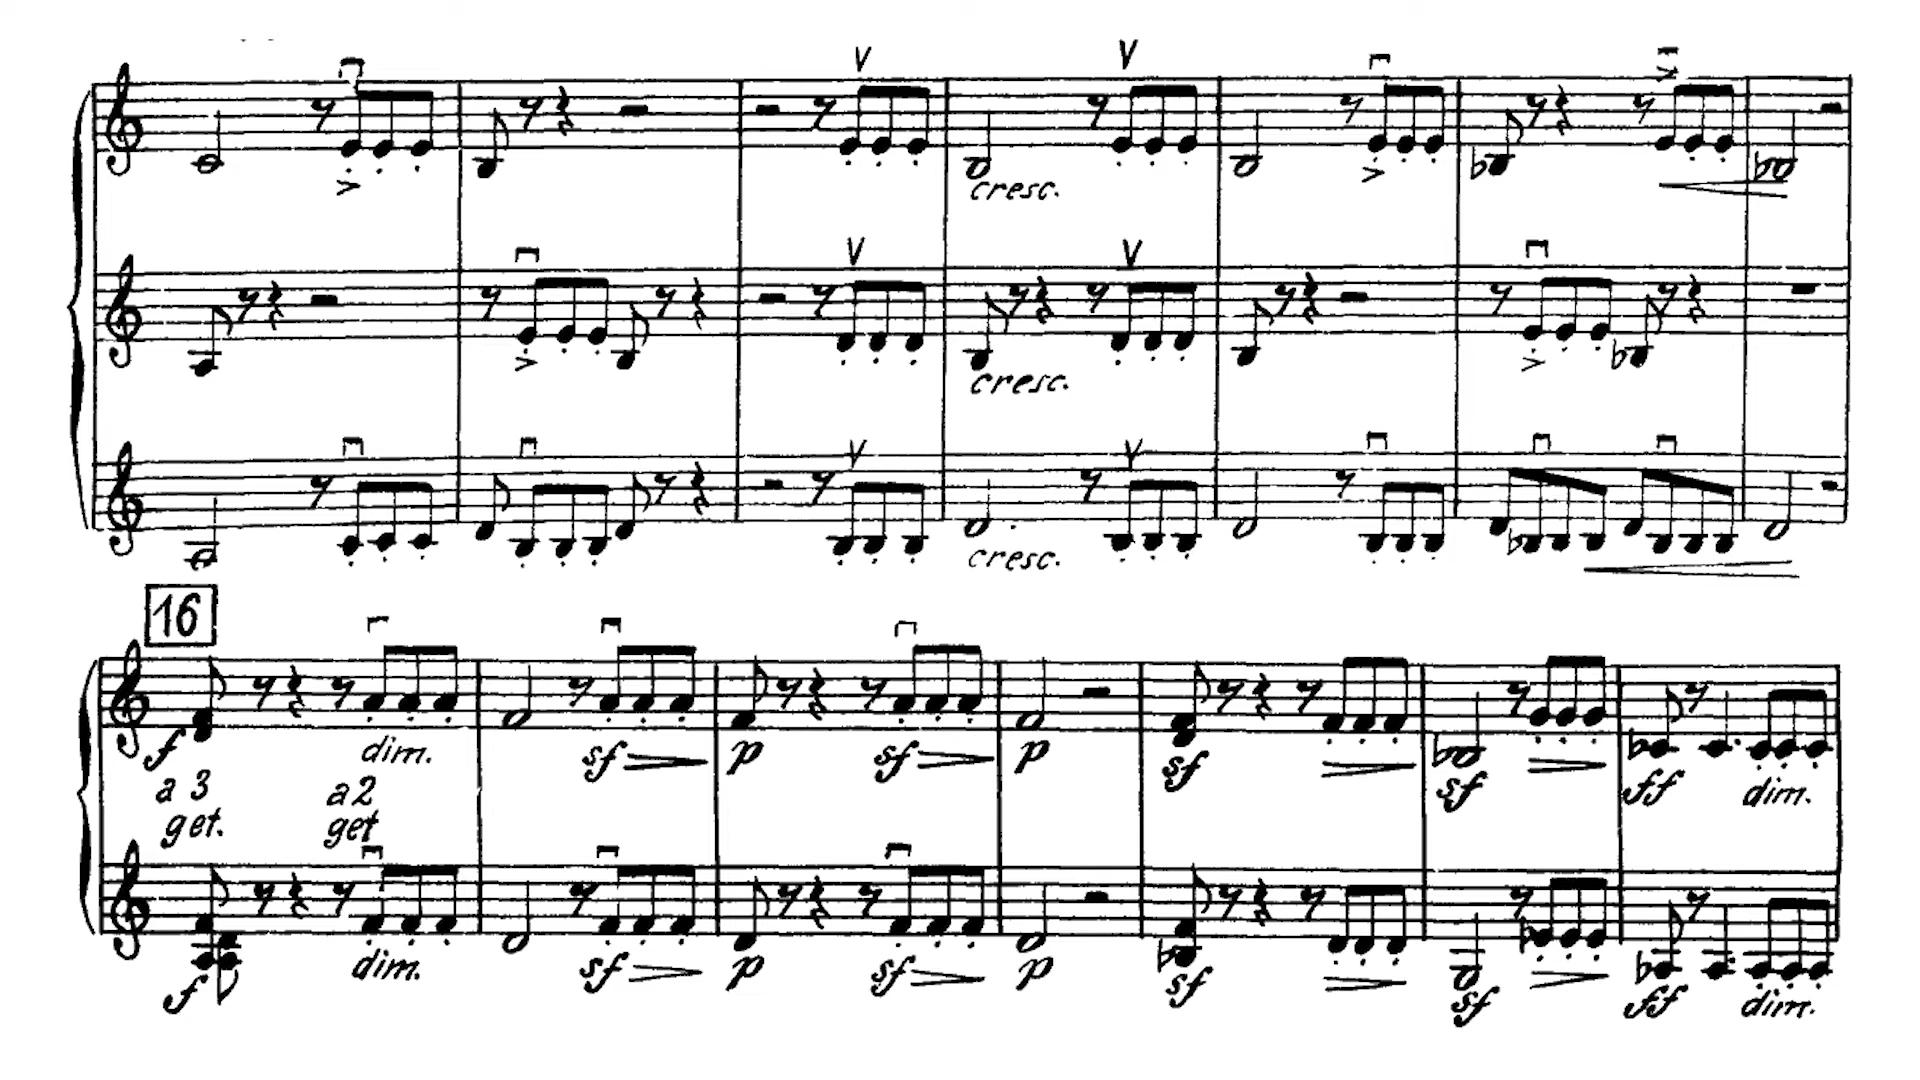 cresc.
cresc.
cresc.
16
f dim. sf p sf p sf sf ff dim.
a 3 a2
get. get
f dim. sf p sf p sf sf ff dim.